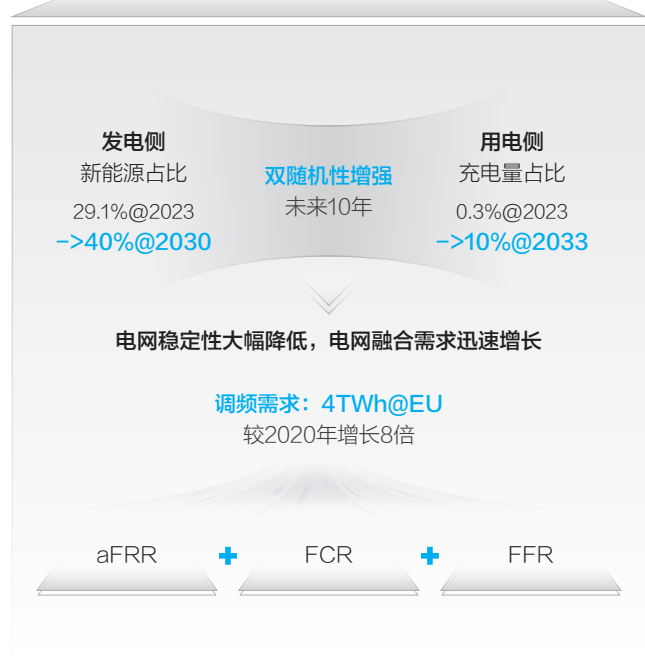 发电侧
新能源占比
29.1%@2023
->40%@2030
双随机性增强
未来10年
用电侧
充电量占比
0.3%@2023
->10%@2033
电网稳定性大幅降低，电网融合需求迅速增长
调频需求：4TWh@EU
较2020年增长8倍
aFRR + FCR + FFR